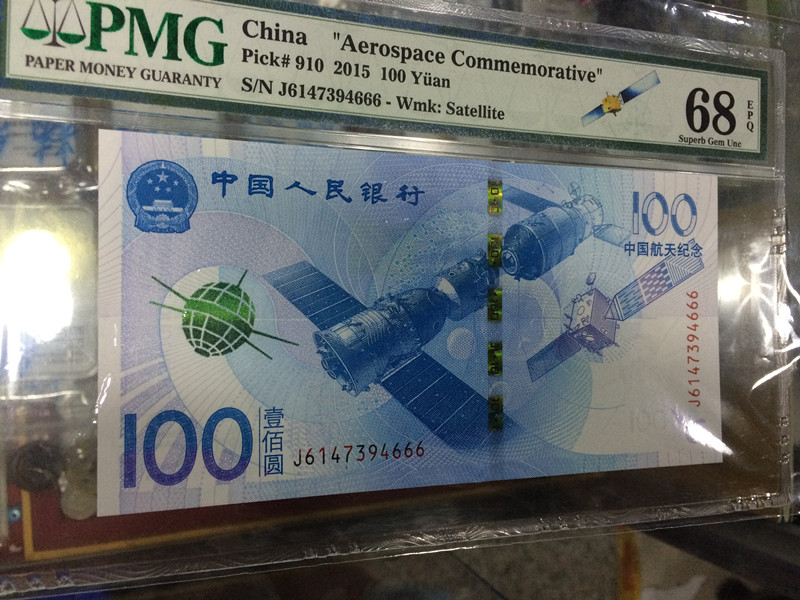 PMG
PAPER MONEY GUARANTY
China "Aerospace Commemorative"
Pick# 910 2015 100 Yüan
S/N J6147394666 - Wmk: Satellite
68
EPQ
Superb Gem Unc
中国人民银行
100
中国航天纪念
J6147394666
100
壹佰圆
J6147394666